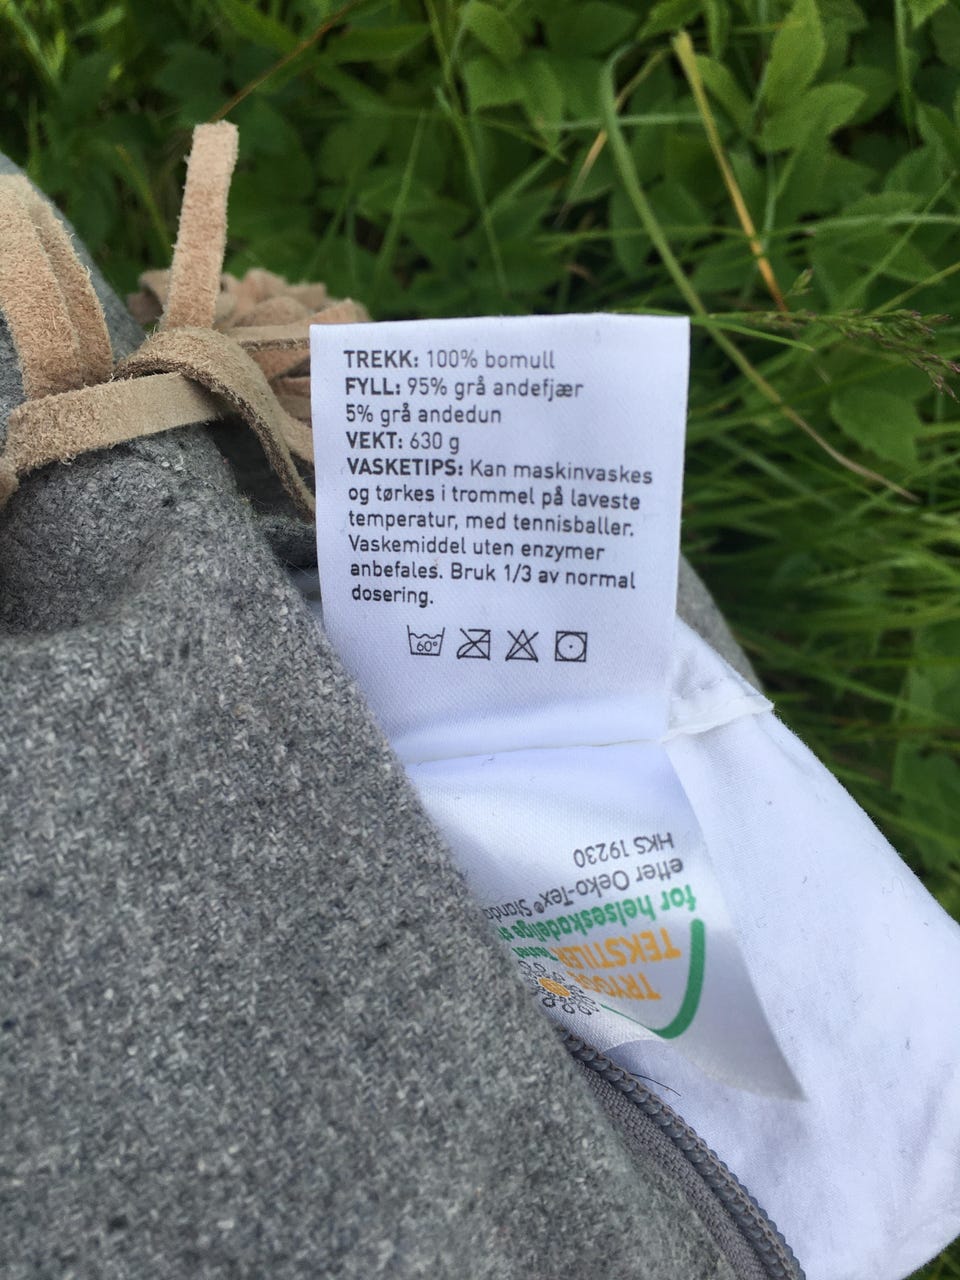 TREKK: 100% bomull
FYLL: 95% grå andefjær
5% grå andedun
VEKT: 630 g
VASKETIPS: Kan maskinvaskes
og tørkes i trommel på laveste
temperatur, med tennisballer.
Vaskemiddel uten enzymer
anbefales. Bruk 1/3 av normal
dosering.
60°
TRYGGE
TEKSTILER Testet
for helseskadelige
etter Oeko-Tex®
HKS 19230